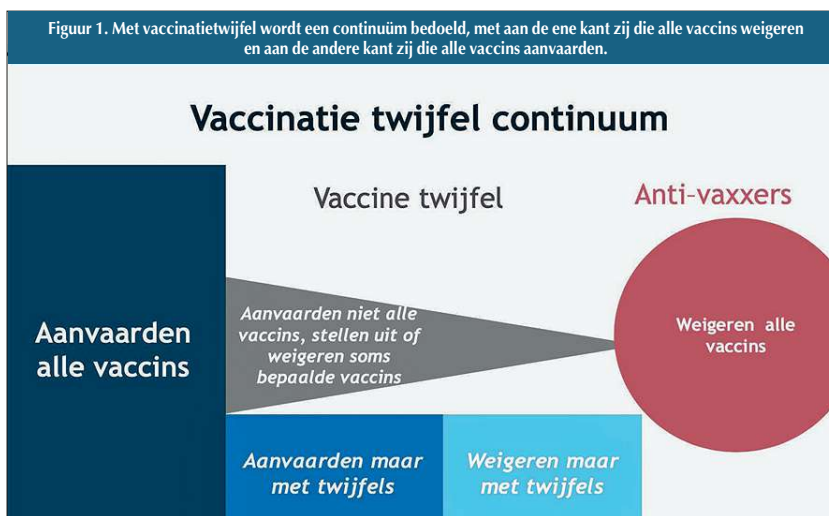 Figuur 1. Met vaccinatietwijfel wordt een continuüm bedoeld, met aan de ene kant zij die alle vaccins weigeren
en aan de andere kant zij die alle vaccins aanvaarden.
Vaccinatie twijfel continuum
Vaccine twijfel
Anti-vaxxers
Aanvaarden
alle vaccins
Aanvaarden niet alle
vaccins, stellen uit of
weigeren soms
bepaalde vaccins
Weigeren alle
vaccins
Aanvaarden maar
met twijfels
Weigeren maar
met twijfels